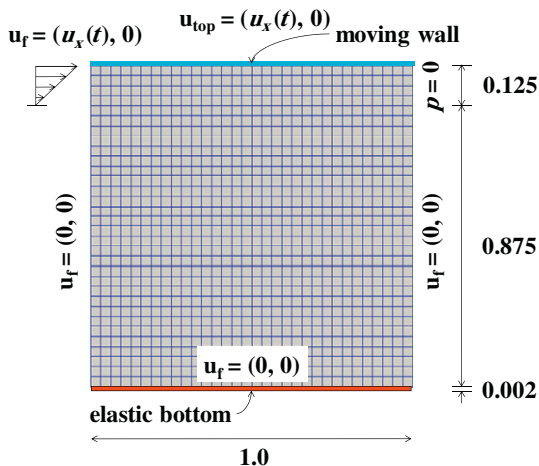 u_top = (u_x(t), 0)
u_f = (u_x(t), 0)
moving wall
p = 0
0.125
u_f = (0, 0)
u_f = (0, 0)
0.875
u_f = (0, 0)
0.002
elastic bottom
1.0